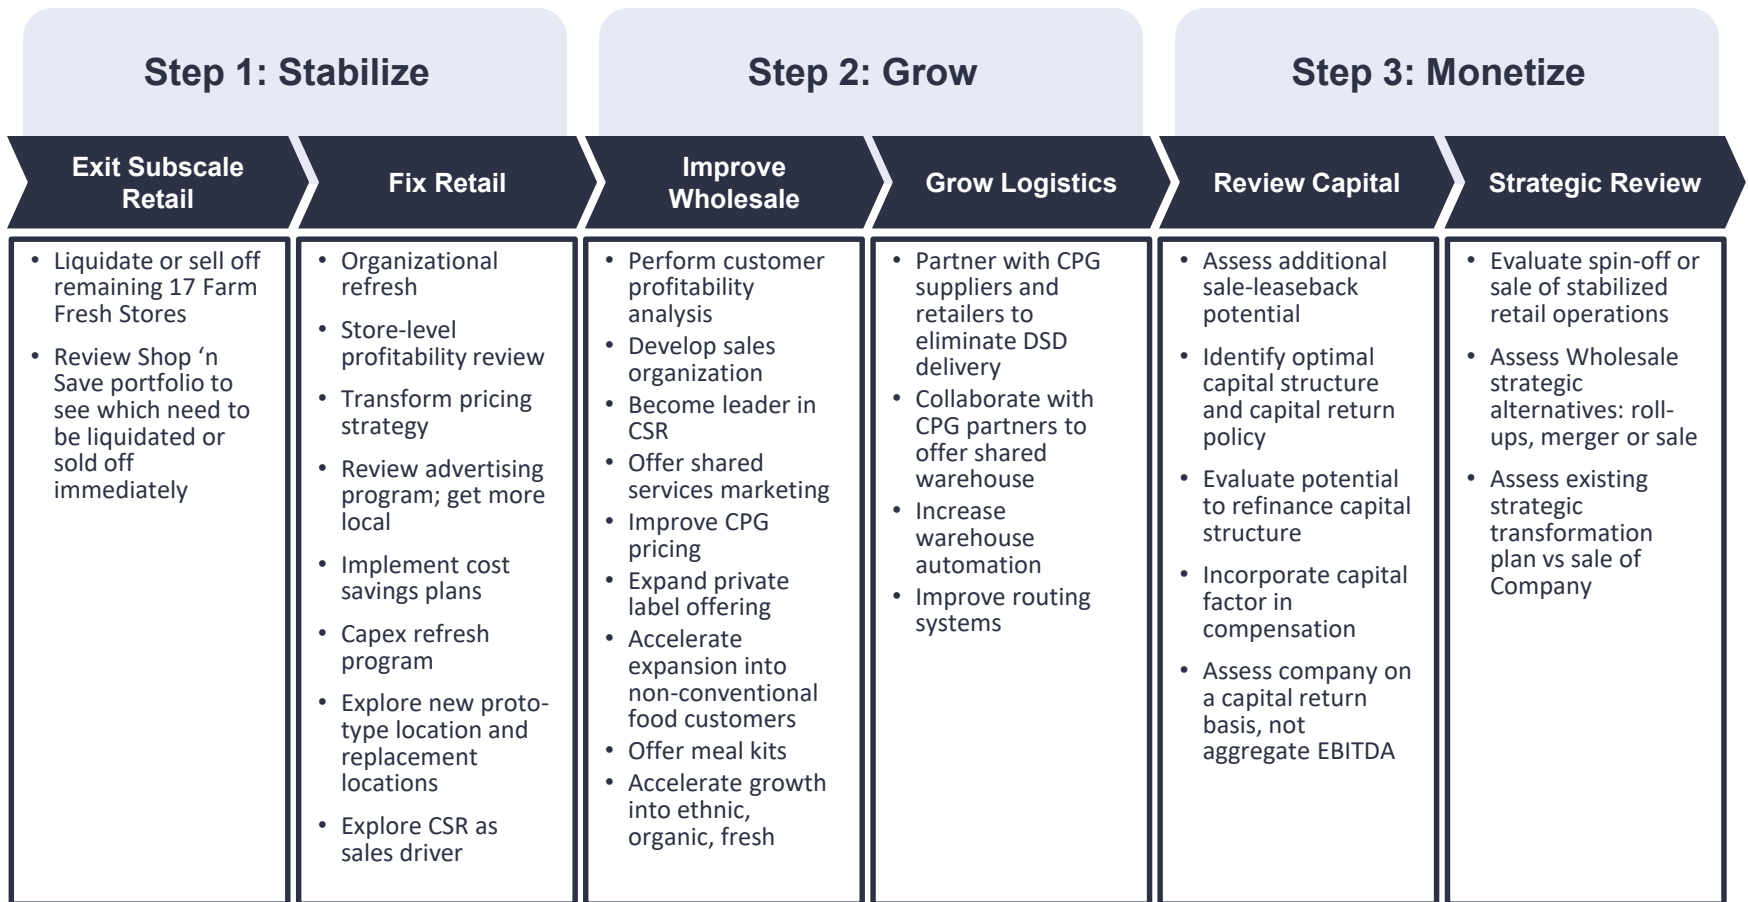 Step 1: Stabilize
Step 2: Grow
Step 3: Monetize
Exit Subscale
Retail
Fix Retail
Improve
Wholesale
Grow Logistics
Review Capital
Strategic Review
• Liquidate or sell off
remaining 17 Farm
Fresh Stores
• Review Shop ‘n
Save portfolio to
see which need to
be liquidated or
sold off
immediately
• Organizational
refresh
• Store-level
profitability review
• Transform pricing
strategy
• Review advertising
program; get more
local
• Implement cost
savings plans
• Capex refresh
program
• Explore new proto-
type location and
replacement
locations
• Explore CSR as
sales driver
• Perform customer
profitability
analysis
• Develop sales
organization
• Become leader in
CSR
• Offer shared
services marketing
• Improve CPG
pricing
• Expand private
label offering
• Accelerate
expansion into
non-conventional
food customers
• Offer meal kits
• Accelerate growth
into ethnic,
organic, fresh
• Partner with CPG
suppliers and
retailers to
eliminate DSD
delivery
• Collaborate with
CPG partners to
offer shared
warehouse
• Increase
warehouse
automation
• Improve routing
systems
• Assess additional
sale-leaseback
potential
• Identify optimal
capital structure
and capital return
policy
• Evaluate potential
to refinance capital
structure
• Incorporate capital
factor in
compensation
• Assess company on
a capital return
basis, not
aggregate EBITDA
• Evaluate spin-off or
sale of stabilized
retail operations
• Assess Wholesale
strategic
alternatives: roll-
ups, merger or sale
• Assess existing
strategic
transformation
plan vs sale of
Company